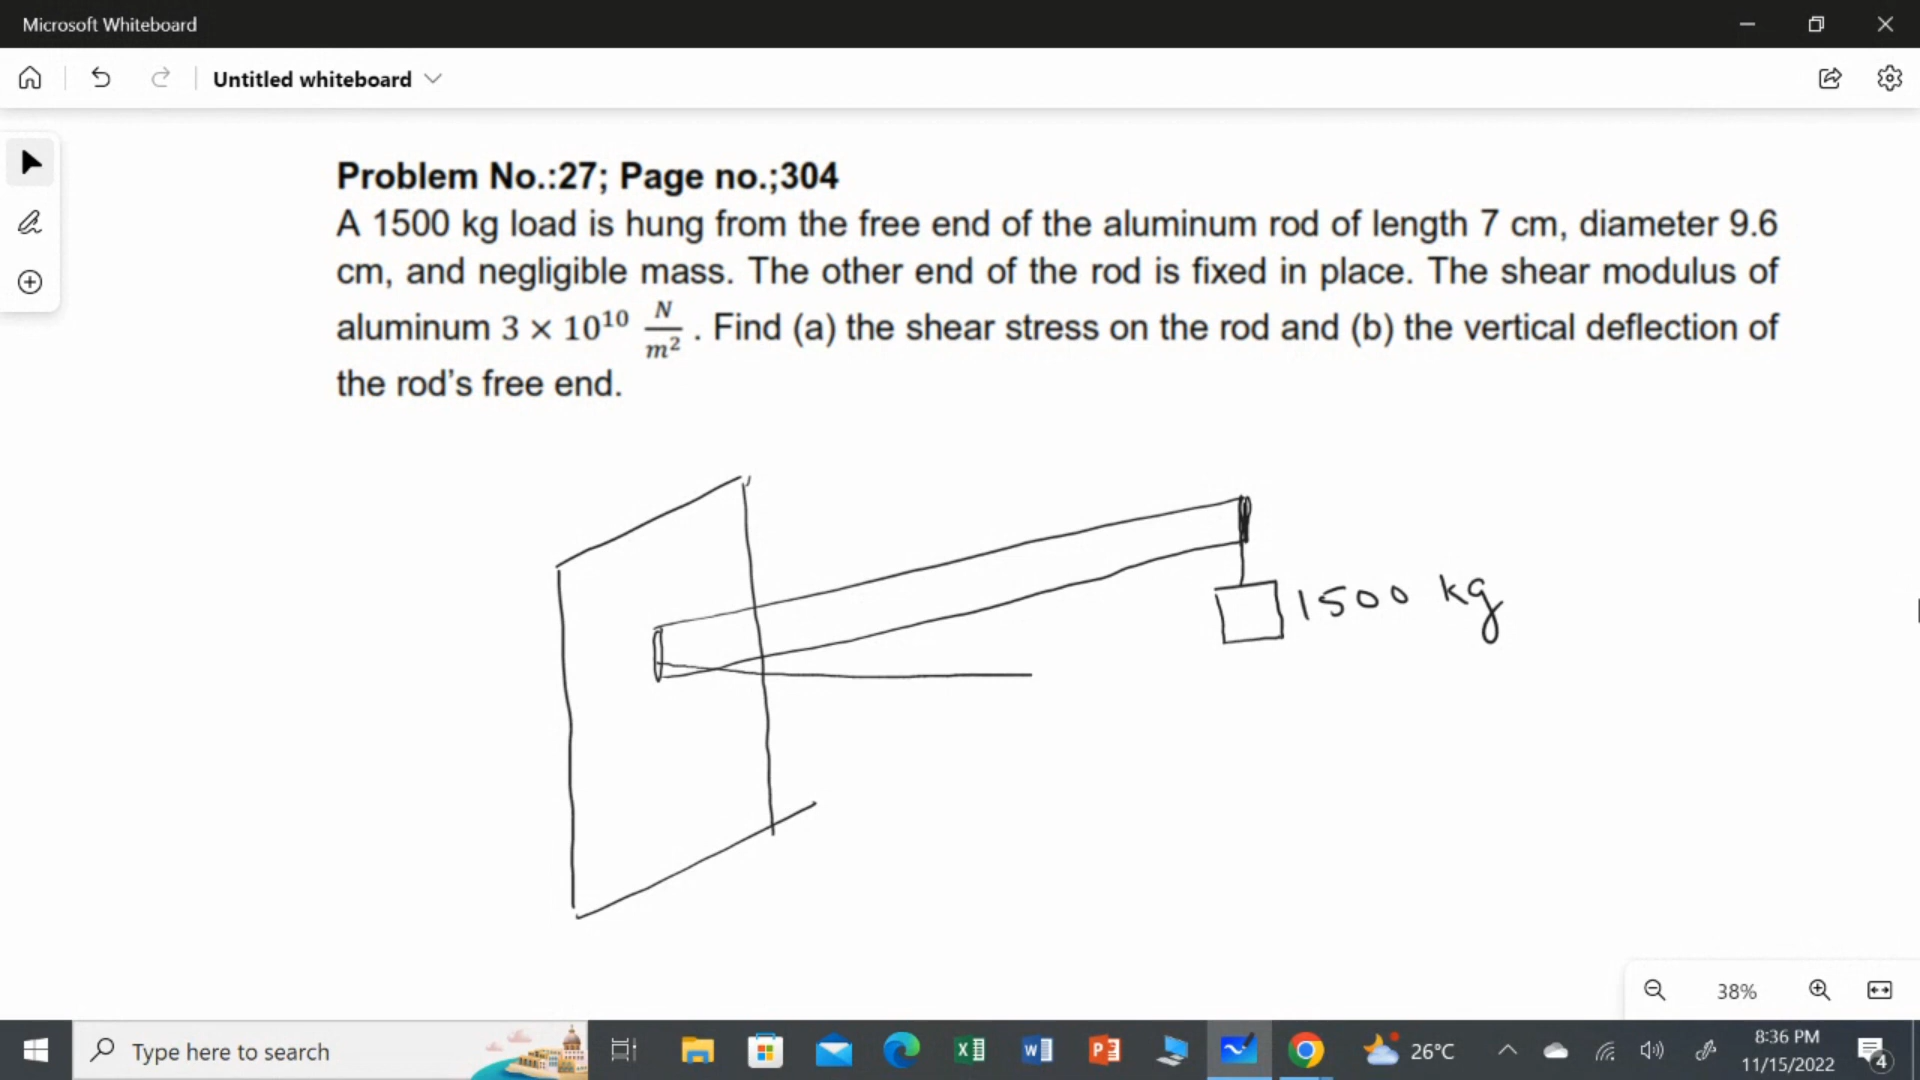 Microsoft Whiteboard
Untitled whiteboard
Problem No.:27; Page no.;304
A 1500 kg load is hung from the free end of the aluminum rod of length 7 cm, diameter 9.6
cm, and negligible mass. The other end of the rod is fixed in place. The shear modulus of
aluminum 3 × 10¹⁰ N/m² . Find (a) the shear stress on the rod and (b) the vertical deflection of
the rod’s free end.
1500 kg
38%
Type here to search
26°C
8:36 PM
11/15/2022
4